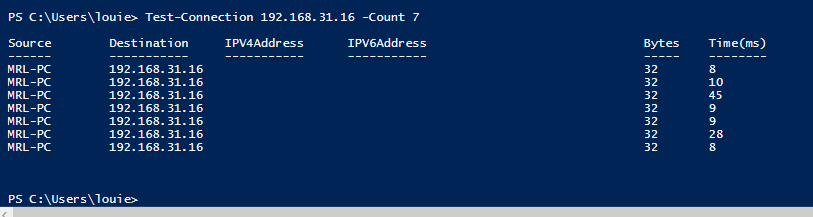 PS C:\Users\louie> Test-Connection 192.168.31.16 -Count 7
Source Destination IPV4Address IPV6Address Bytes Time(ms)
------ ----------- ----------- ----------- ----- --------
MRL-PC 192.168.31.16 32 8
MRL-PC 192.168.31.16 32 10
MRL-PC 192.168.31.16 32 45
MRL-PC 192.168.31.16 32 9
MRL-PC 192.168.31.16 32 9
MRL-PC 192.168.31.16 32 28
MRL-PC 192.168.31.16 32 8
PS C:\Users\louie>